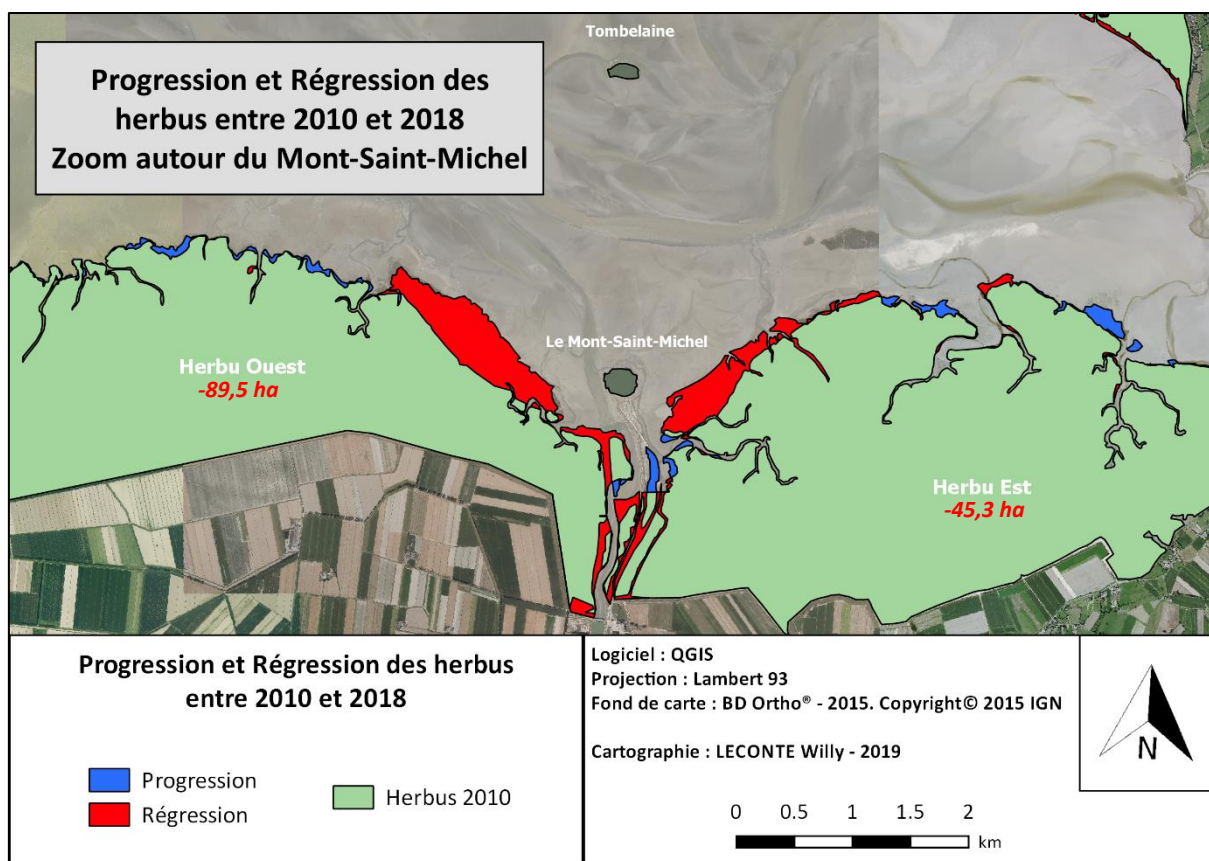 Tombelaine
Progression et Régression des
herbus entre 2010 et 2018
Zoom autour du Mont-Saint-Michel
Le Mont-Saint-Michel
Herbu Ouest
-89,5 ha
Herbu Est
-45,3 ha
Progression et Régression des herbus
entre 2010 et 2018
Progression
Régression
Herbus 2010
Logiciel : QGIS
Projection : Lambert 93
Fond de carte : BD Ortho® - 2015. Copyright© 2015 IGN
Cartographie : LECONTE Willy - 2019
0 0.5 1 1.5 2
km
N